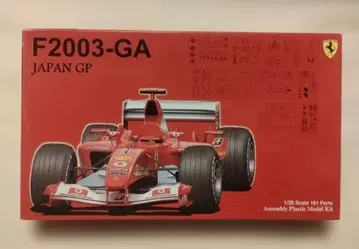 F2003-GA
JAPAN GP
1/20 Scale 161 Parts
Assembly Plastic Model Kit